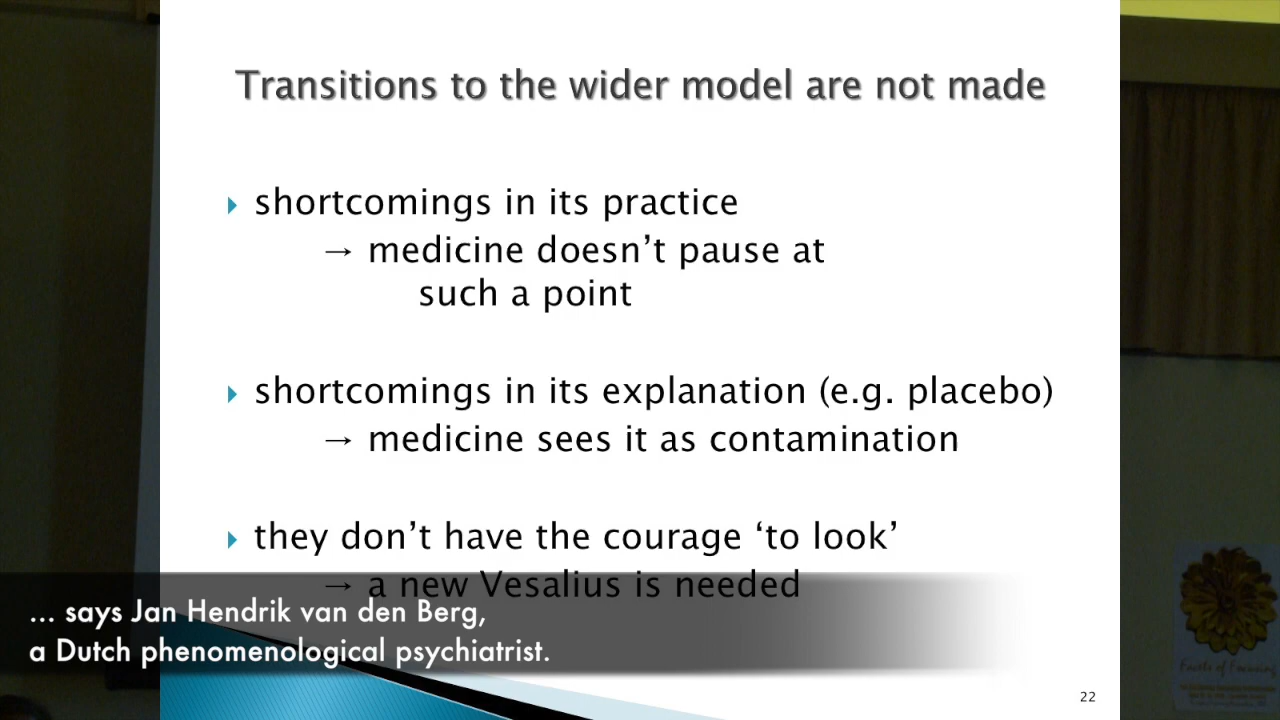 Transitions to the wider model are not made
shortcomings in its practice
→ medicine doesn’t pause at
such a point
shortcomings in its explanation (e.g. placebo)
→ medicine sees it as contamination
they don’t have the courage ‘to look’
→ a new Vesalius is needed
... says Jan Hendrik van den Berg,
a Dutch phenomenological psychiatrist.
22